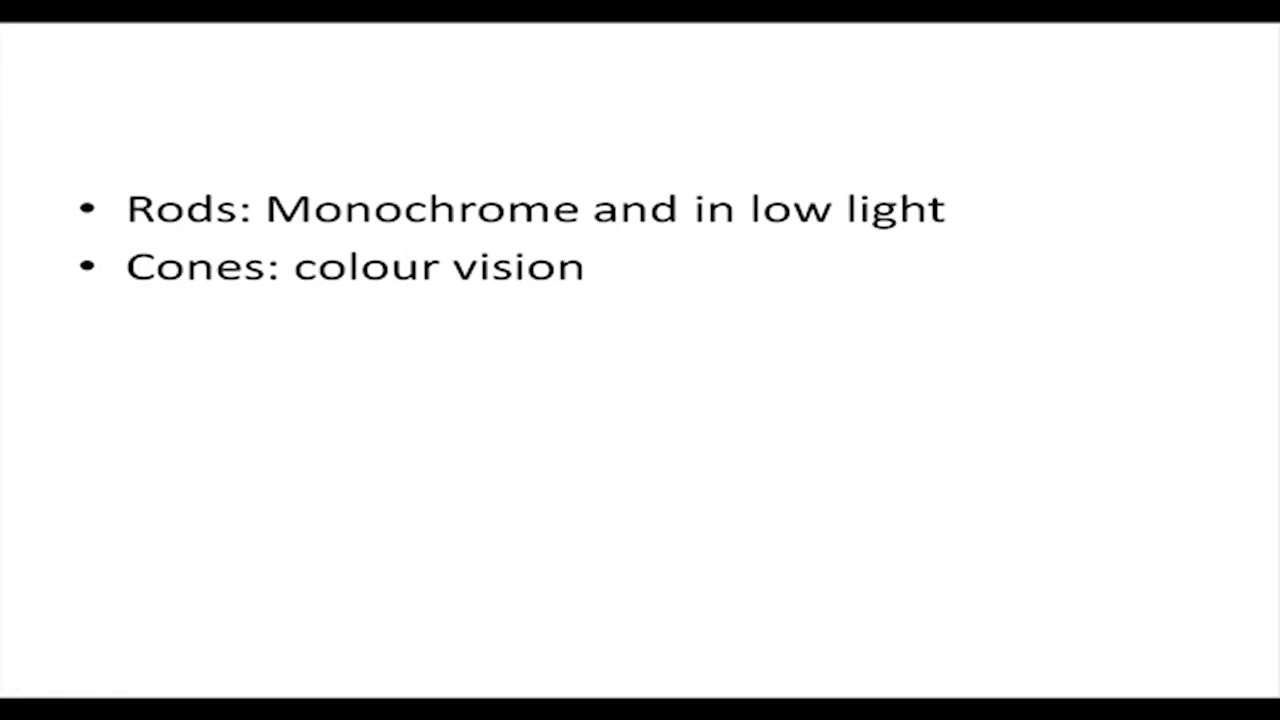 • Rods: Monochrome and in low light
• Cones: colour vision